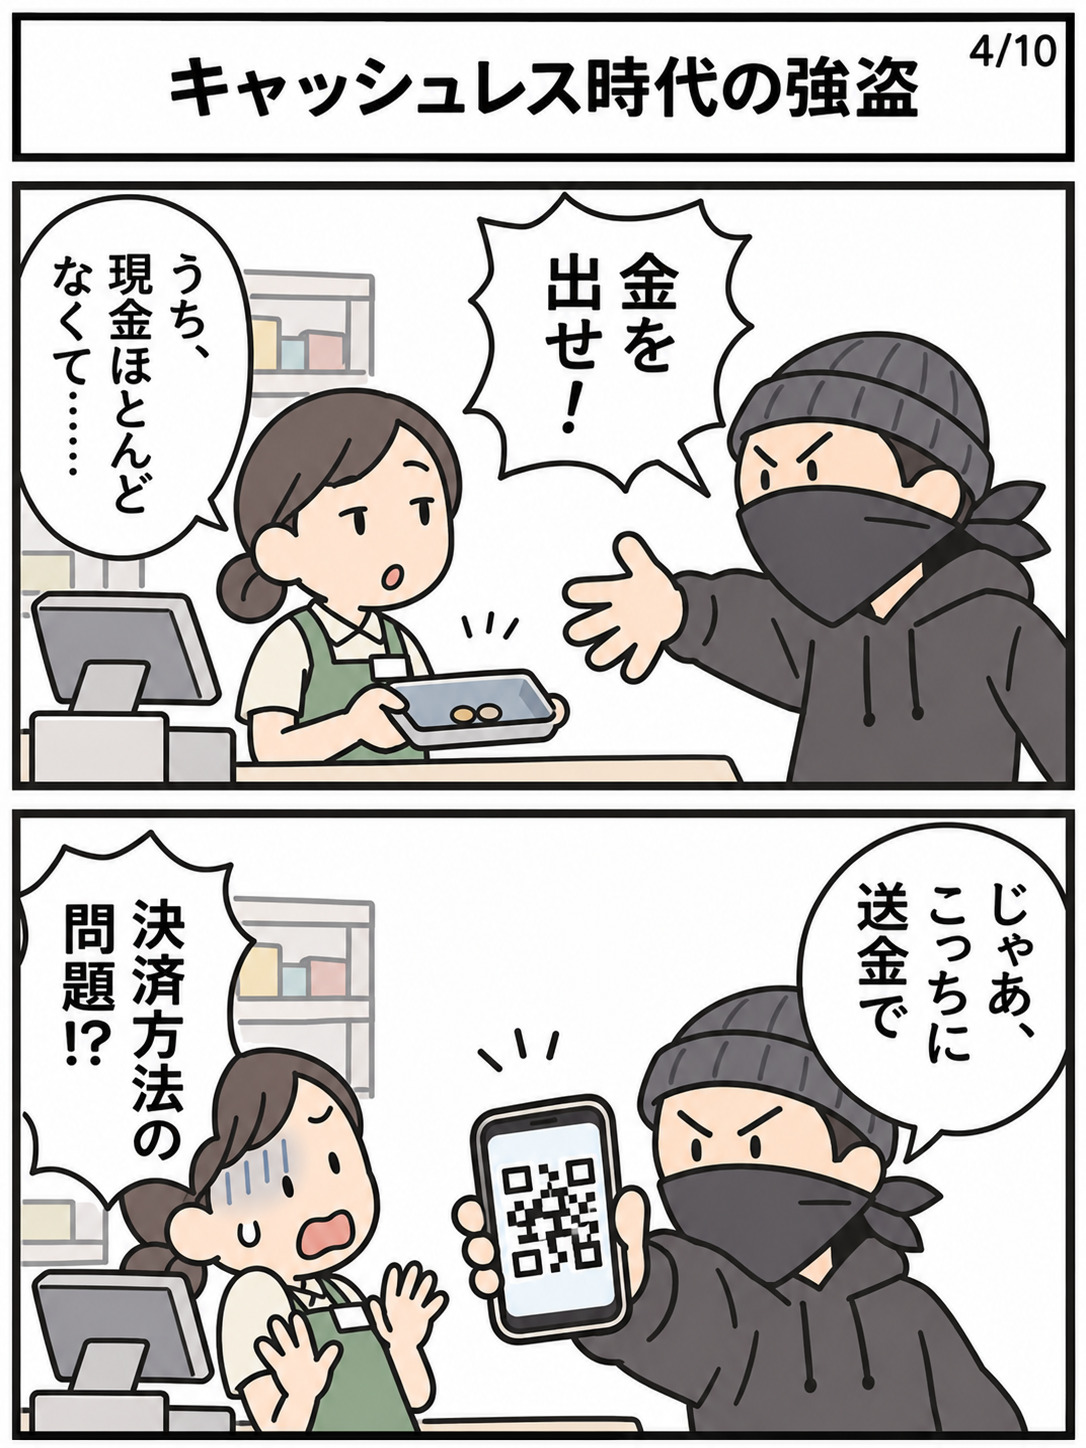 キャッシュレス時代の強盗
4/10
金を
出せ！
うち、
現金ほとんど
なくて……
じゃあ、
こっちに
送金で
決済方法の
問題!?